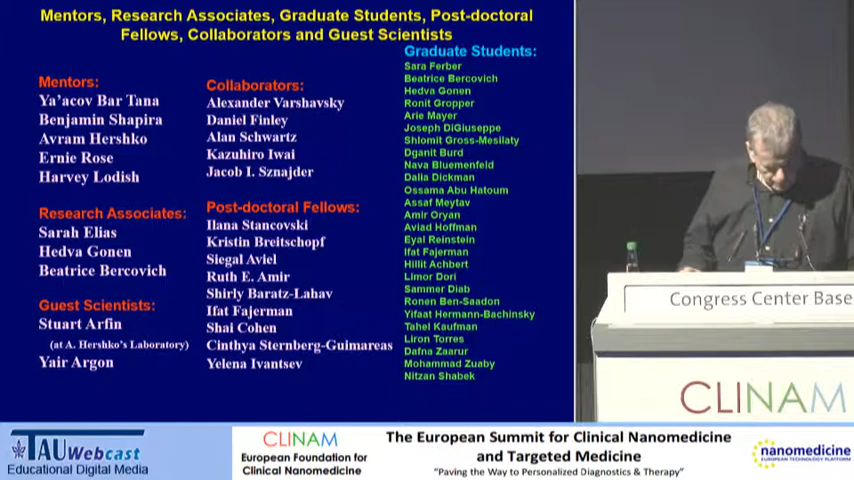 Mentors, Research Associates, Graduate Students, Post-doctoral
Fellows, Collaborators and Guest Scientists
Mentors:
Ya'acov Bar Tana
Benjamin Shapira
Avram Hershko
Ernie Rose
Harvey Lodish
Research Associates:
Sarah Elias
Hedva Gonen
Beatrice Bercovich
Guest Scientists:
Stuart Arfin
(at A. Hershko's Laboratory)
Yair Argon
Collaborators:
Alexander Varshavsky
Daniel Finley
Alan Schwartz
Kazuhiro Iwai
Jacob I. Sznajder
Post-doctoral Fellows:
Ilana Stancovski
Kristin Breitschopf
Siegal Aviel
Ruth E. Amir
Shirly Baratz-Lahav
Ifat Fajerman
Shai Cohen
Cinthya Sternberg-Guimareas
Yelena Ivantsev
Graduate Students:
Sara Ferber
Beatrice Bercovich
Hedva Gonen
Ronit Gropper
Arie Mayer
Joseph DiGiuseppe
Shlomit Gross-Mesilaty
Dganit Burd
Nava Bluemenfeld
Dalia Dickman
Ossama Abu Hatoum
Assaf Meytav
Amir Oryan
Aviad Hoffman
Eyal Reinstein
Ifat Fajerman
Hillit Achbert
Limor Dori
Sammer Diab
Ronen Ben-Saadon
Yifaat Hermann-Bachinsky
Tahel Kaufman
Liron Torres
Dafna Zaarur
Mohammad Zuaby
Nitzan Shabek
Congress Center Base
CLINAM
TAU Webcast
Educational Digital Media
CLINAM
European Foundation for
Clinical Nanomedicine
The European Summit for Clinical Nanomedicine
and Targeted Medicine
"Paving the Way to Personalized Diagnostics & Therapy"
nanomedicine
EUROPEAN TECHNOLOGY PLATFORM